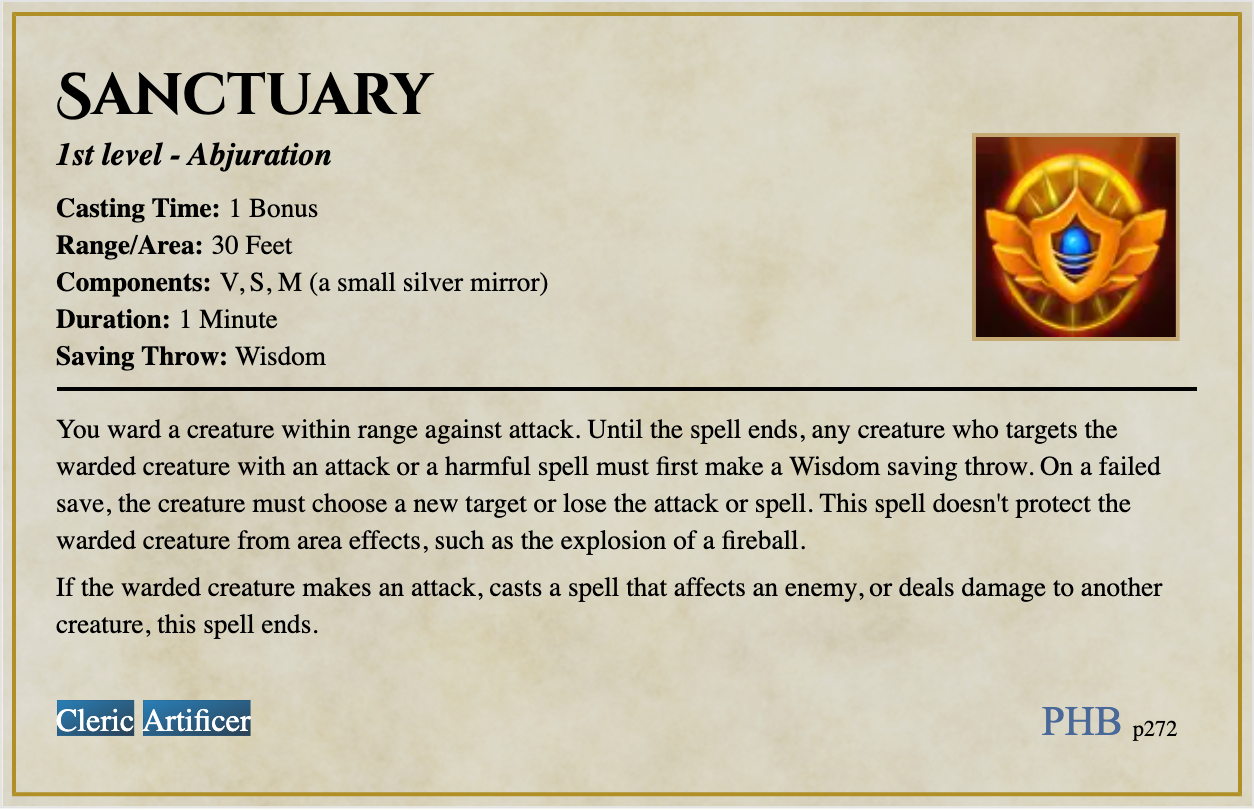 SANCTUARY
1st level - Abjuration
Casting Time: 1 Bonus
Range/Area: 30 Feet
Components: V, S, M (a small silver mirror)
Duration: 1 Minute
Saving Throw: Wisdom
You ward a creature within range against attack. Until the spell ends, any creature who targets the
warded creature with an attack or a harmful spell must first make a Wisdom saving throw. On a failed
save, the creature must choose a new target or lose the attack or spell. This spell doesn't protect the
warded creature from area effects, such as the explosion of a fireball.
If the warded creature makes an attack, casts a spell that affects an enemy, or deals damage to another
creature, this spell ends.
Cleric Artificer
PHB p272